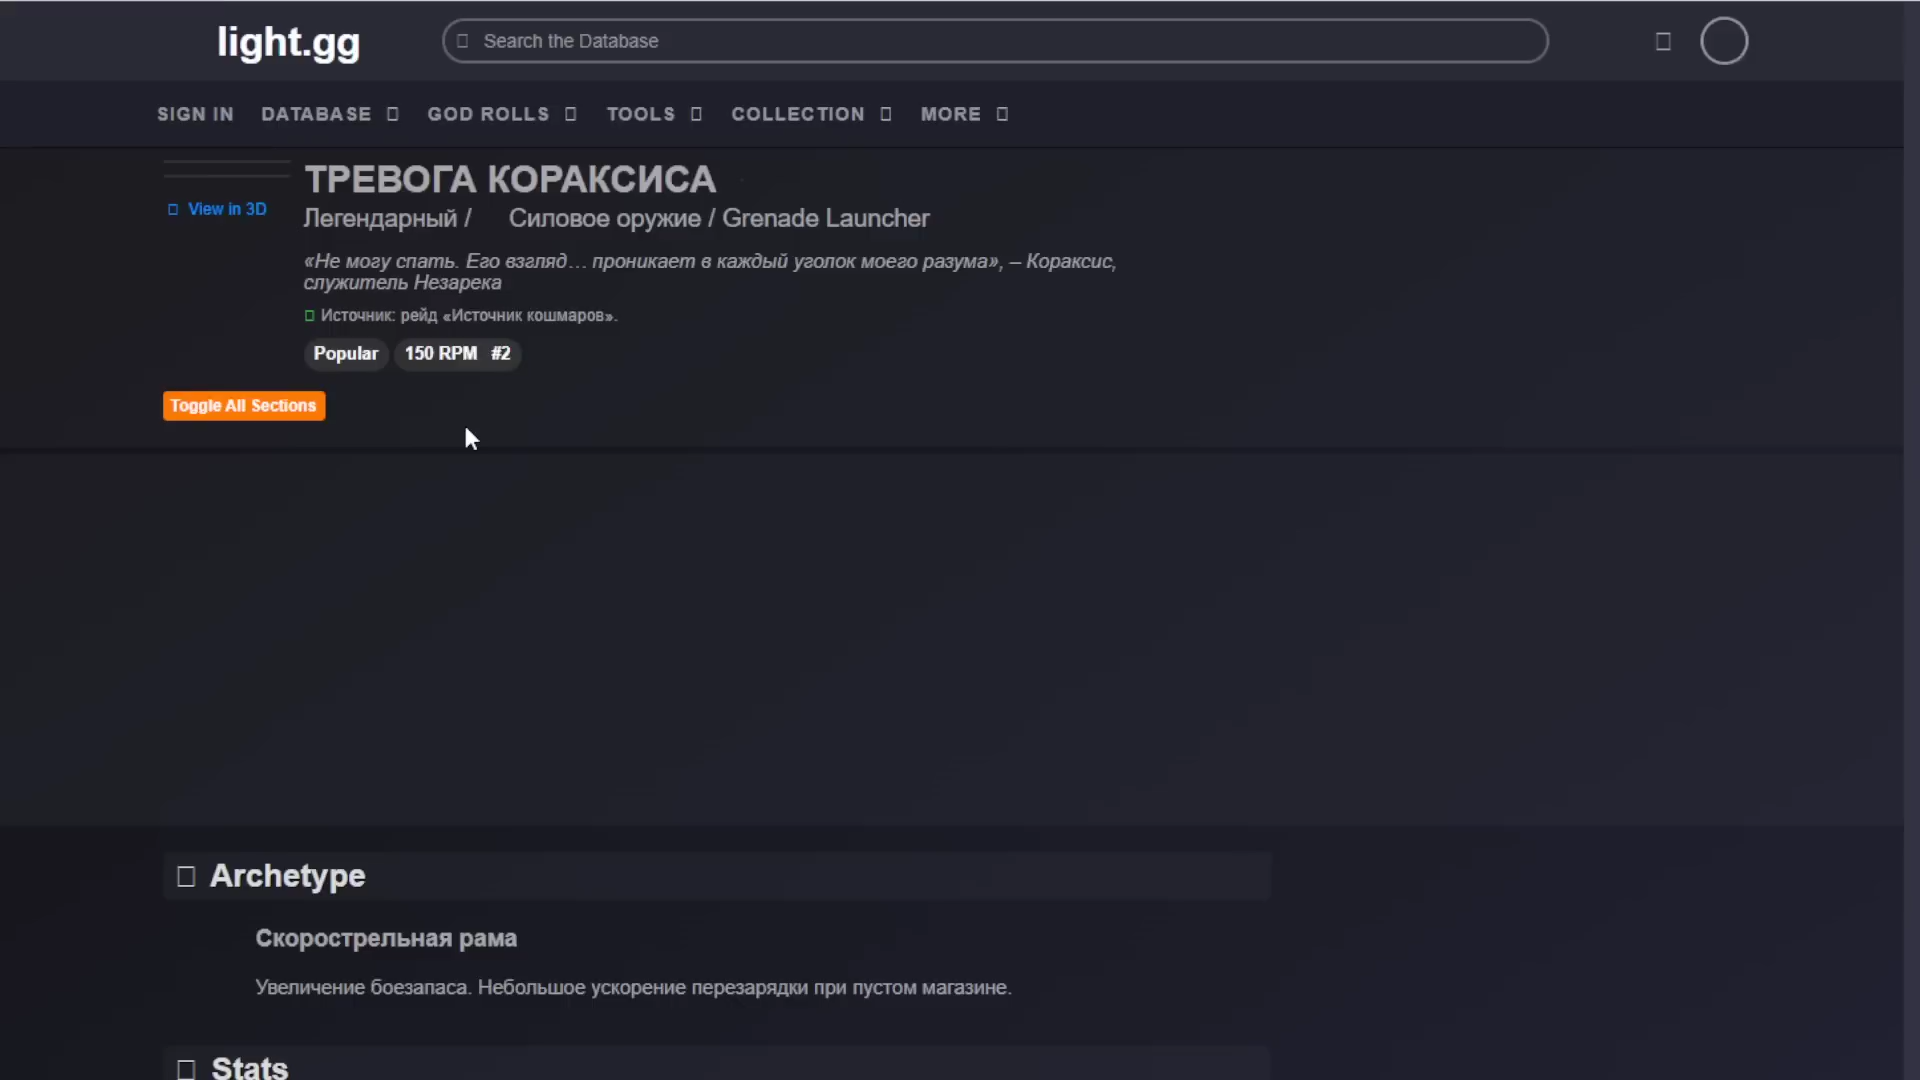 light.gg
Search the Database
SIGN IN DATABASE GOD ROLLS TOOLS COLLECTION MORE
ТРЕВОГА КОРАКСИСА
View in 3D
Легендарный / Силовое оружие / Grenade Launcher
«Не могу спать. Его взгляд… проникает в каждый уголок моего разума», – Кораксис,
служитель Незарека
Источник: рейд «Источник кошмаров».
Popular 150 RPM #2
Toggle All Sections
Archetype
Скорострельная рама
Увеличение боезапаса. Небольшое ускорение перезарядки при пустом магазине.
Stats